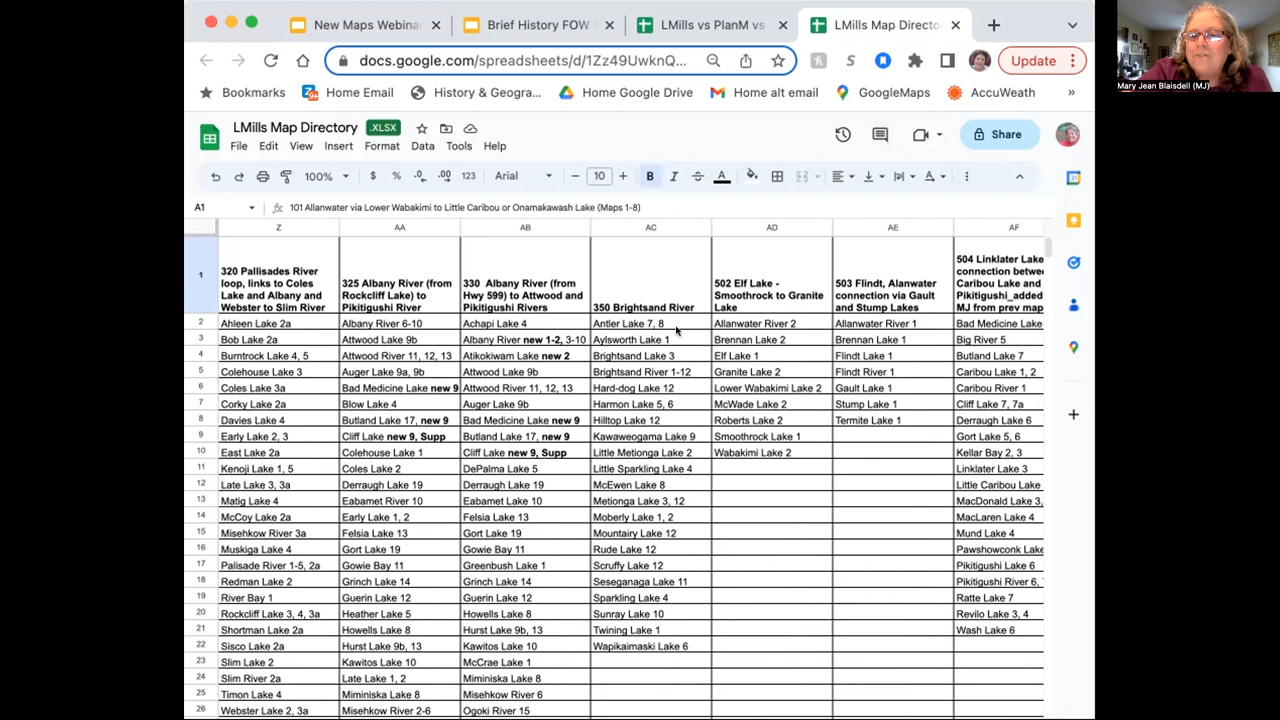 New Maps Webina
Brief History FOW
LMills vs PlanM vs
LMills Map Directo
docs.google.com/spreadsheets/d/1Zz49UwknQ...
Update
Bookmarks
Home Email
History & Geogra...
Home Google Drive
Home alt email
GoogleMaps
AccuWeath
»
LMills Map Directory
.XLSX
Share
File Edit View Insert Format Data Tools Help
100% $ % .0 .00 123 Arial − 10 + B I S A
A1 fx 101 Allanwater via Lower Wabakimi to Little Caribou or Onamakawash Lake (Maps 1-8)
Z AA AB AC AD AE AF
1
320 Pallisades River
loop, links to Coles
Lake and Albany and
Webster to Slim River
325 Albany River (from
Rockcliff Lake) to
Pikitigushi River
330 Albany River (from
Hwy 599) to Attwood and
Pikitigushi Rivers
350 Brightsand River
502 Elf Lake -
Smoothrock to Granite
Lake
503 Flindt, Alanwater
connection via Gault
and Stump Lakes
504 Linklater Lake
connection betwe
Caribou Lake and
Pikitigushi_added
MJ from prev map
2 Ahleen Lake 2a Albany River 6-10 Achapi Lake 4 Antler Lake 7, 8 Allanwater River 2 Allanwater River 1 Bad Medicine Lake
3 Bob Lake 2a Attwood Lake 9b Albany River new 1-2, 3-10 Aylsworth Lake 1 Brennan Lake 2 Brennan Lake 1 Big River 5
4 Burntrock Lake 4, 5 Attwood River 11, 12, 13 Atikokiwam Lake new 2 Brightsand Lake 3 Elf Lake 1 Flindt Lake 1 Butland Lake 7
5 Colehouse Lake 3 Auger Lake 9a, 9b Attwood Lake 9b Brightsand River 1-12 Granite Lake 2 Flindt River 1 Caribou Lake 1, 2
6 Coles Lake 3a Bad Medicine Lake new 9 Attwood River 11, 12, 13 Hard-dog Lake 12 Lower Wabakimi Lake 2 Gault Lake 1 Caribou River 1
7 Corky Lake 2a Blow Lake 4 Auger Lake 9b Harmon Lake 5, 6 McWade Lake 2 Stump Lake 1 Cliff Lake 7, 7a
8 Davies Lake 4 Butland Lake 17, new 9 Bad Medicine Lake new 9 Hilltop Lake 12 Roberts Lake 2 Termite Lake 1 Derraugh Lake 6
9 Early Lake 2, 3 Cliff Lake new 9, Supp Butland Lake 17, new 9 Kawaweogama Lake 9 Smoothrock Lake 1 Gort Lake 5, 6
10 East Lake 2a Colehouse Lake 1 Cliff Lake new 9, Supp Little Metionga Lake 2 Wabakimi Lake 2 Kellar Bay 2, 3
11 Kenoji Lake 1, 5 Coles Lake 2 DePalma Lake 5 Little Sparkling Lake 4 Linklater Lake 3
12 Late Lake 3, 3a Derraugh Lake 19 Derraugh Lake 19 McEwen Lake 8 Little Caribou Lake
13 Matig Lake 4 Eabamet River 10 Eabamet Lake 10 Metionga Lake 3, 12 MacDonald Lake 3,
14 McCoy Lake 2a Early Lake 1, 2 Felsia Lake 13 Moberly Lake 1, 2 MacLaren Lake 4
15 Misehkow River 3a Felsia Lake 13 Gort Lake 19 Mountairy Lake 12 Mund Lake 4
16 Muskiga Lake 4 Gort Lake 19 Gowie Bay 11 Rude Lake 12 Pawshowconk Lake
17 Palisade River 1-5, 2a Gowie Bay 11 Greenbush Lake 1 Scruffy Lake 12 Pikitigushi Lake 6
18 Redman Lake 2 Grinch Lake 14 Grinch Lake 14 Seseganaga Lake 11 Pikitigushi River 6,
19 River Bay 1 Guerin Lake 12 Guerin Lake 12 Sparkling Lake 4 Ratte Lake 7
20 Rockcliff Lake 3, 4, 3a Heather Lake 5 Howells Lake 8 Sunray Lake 10 Revilo Lake 3, 4
21 Shortman Lake 2a Howells Lake 8 Hurst Lake 9b, 13 Twining Lake 1 Wash Lake 6
22 Sisco Lake 2a Hurst Lake 9b, 13 Kawitos Lake 10 Wapikaimaski Lake 6
23 Slim Lake 2 Kawitos Lake 10 McCrae Lake 1
24 Slim River 2a Late Lake 1, 2 Miminiska Lake 8
25 Timon Lake 4 Miminiska Lake 8 Misehkow River 6
26 Webster Lake 2, 3a Misehkow River 2-6 Ogoki River 15
Mary Jean Blaisdell (MJ)